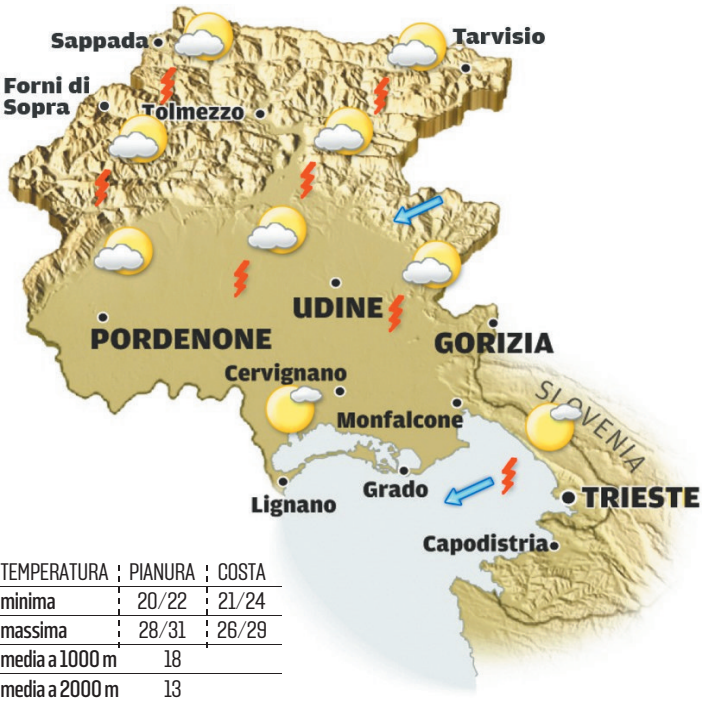 Sappada
Tarvisio
Forni di
Sopra
Tolmezzo
UDINE
PORDENONE
GORIZIA
Cervignano
SLOVENIA
Monfalcone
Grado
Lignano
TRIESTE
Capodistria
TEMPERATURA PIANURA COSTA
minima 20/22 21/24
massima 28/31 26/29
media a 1000 m 18
media a 2000 m 13